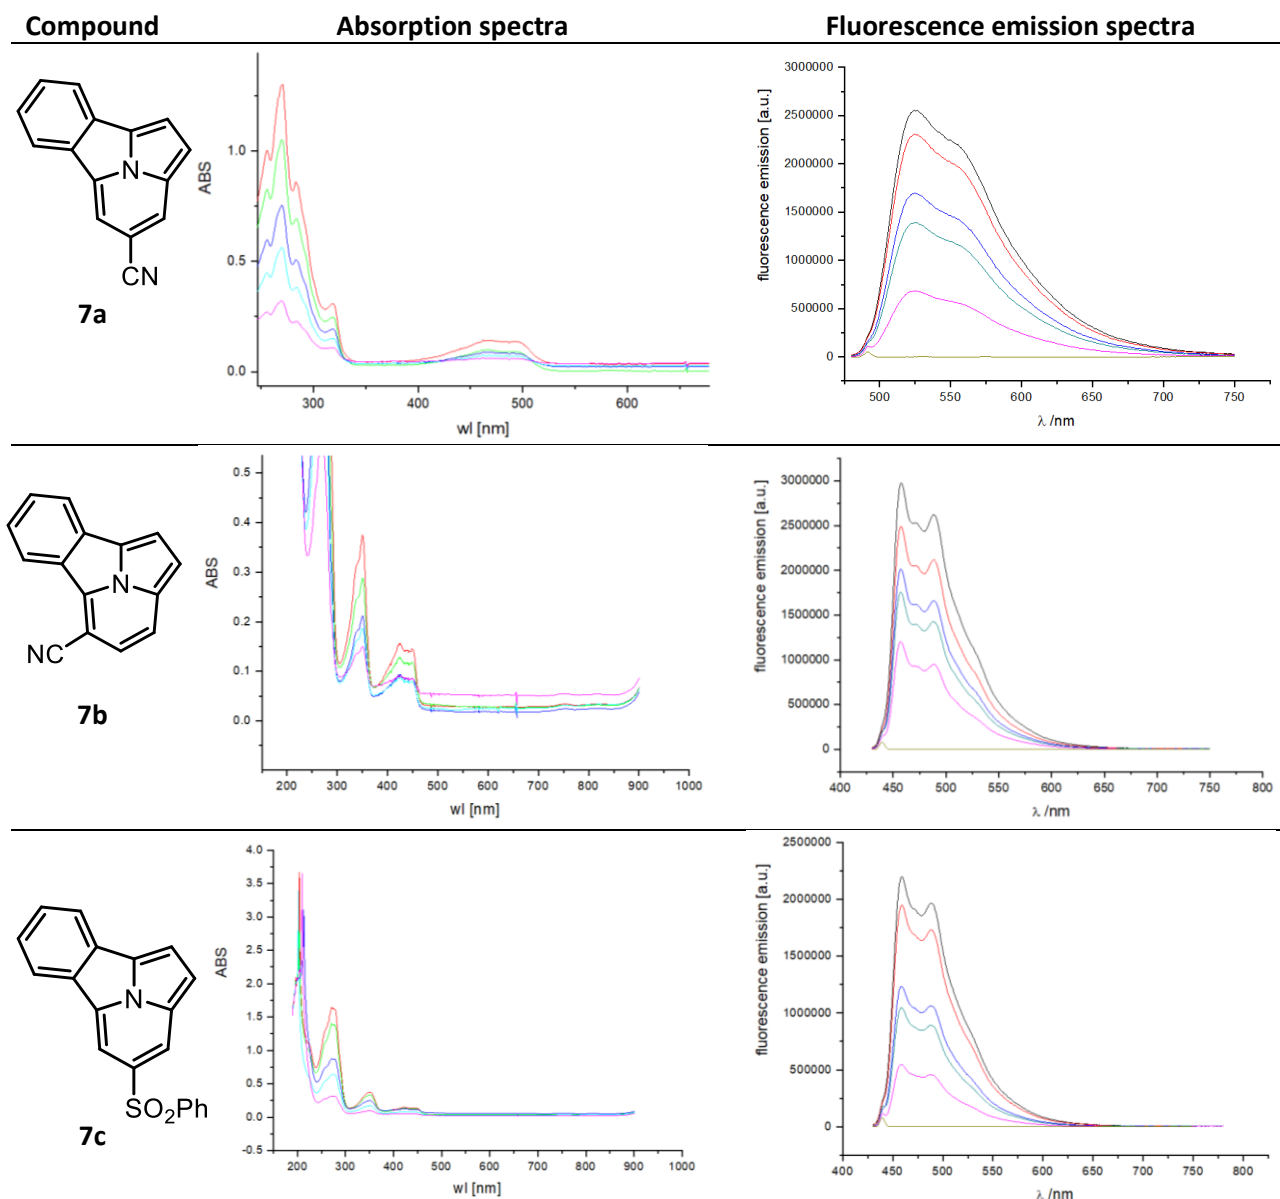 Compound Absorption spectra Fluorescence emission spectra
N
CN
7a
ABS
1.0
0.5
0.0
300 400 500 600
wl [nm]
fluorescence emission [a.u.]
3000000
2500000
2000000
1500000
1000000
500000
0
500 550 600 650 700 750
λ /nm
N
NC
7b
ABS
0.5
0.4
0.3
0.2
0.1
0.0
200 300 400 500 600 700 800 900 1000
wl [nm]
fluorescence emission [a.u.]
3000000
2500000
2000000
1500000
1000000
500000
0
400 450 500 550 600 650 700 750 800
λ /nm
N
SO₂Ph
7c
ABS
4.0
3.5
3.0
2.5
2.0
1.5
1.0
0.5
0.0
-0.5
200 300 400 500 600 700 800 900 1000
wl [nm]
fluorescence emission [a.u.]
2500000
2000000
1500000
1000000
500000
0
400 450 500 550 600 650 700 750 800
λ /nm